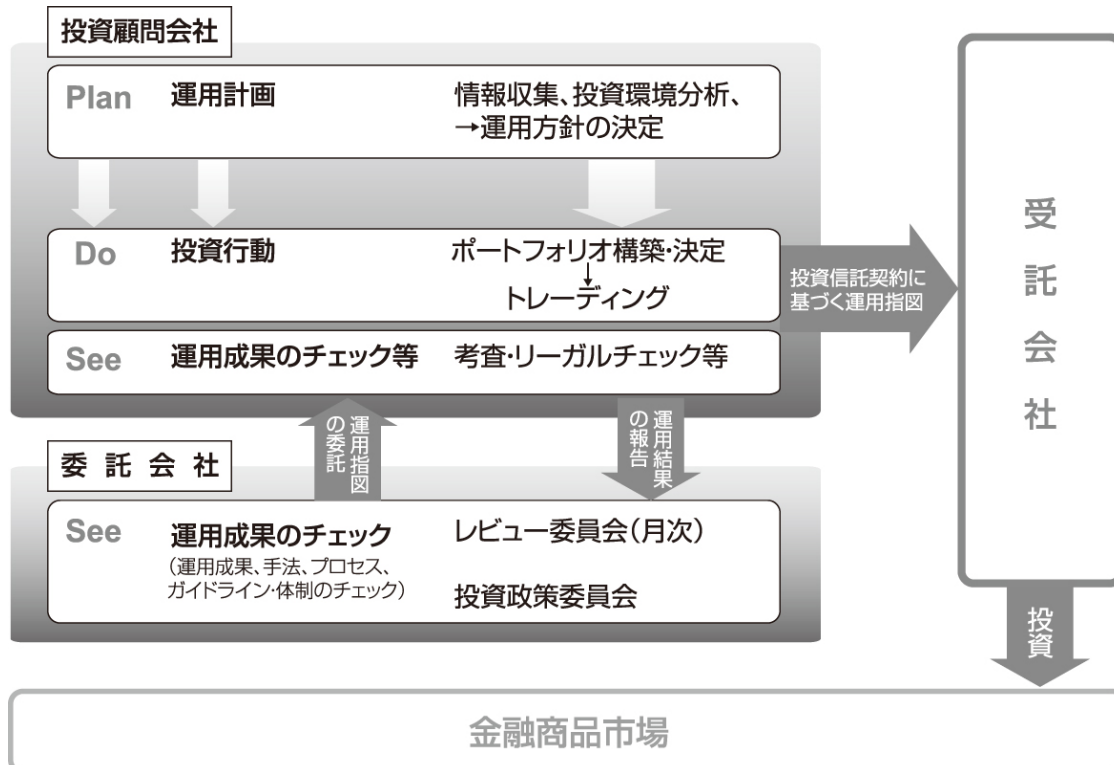 投資顧問会社
Plan 運用計画 情報収集、投資環境分析、
→運用方針の決定
Do 投資行動 ポートフォリオ構築・決定
トレーディング
See 運用成果のチェック等 考査・リーガルチェック等
投資信託契約に
基づく運用指図
受託会社
運用指図
の委託
運用結果
の報告
委託会社
See 運用成果のチェック レビュー委員会(月次)
(運用成果、手法、プロセス、
ガイドライン・体制のチェック)
投資政策委員会
投資
金融商品市場